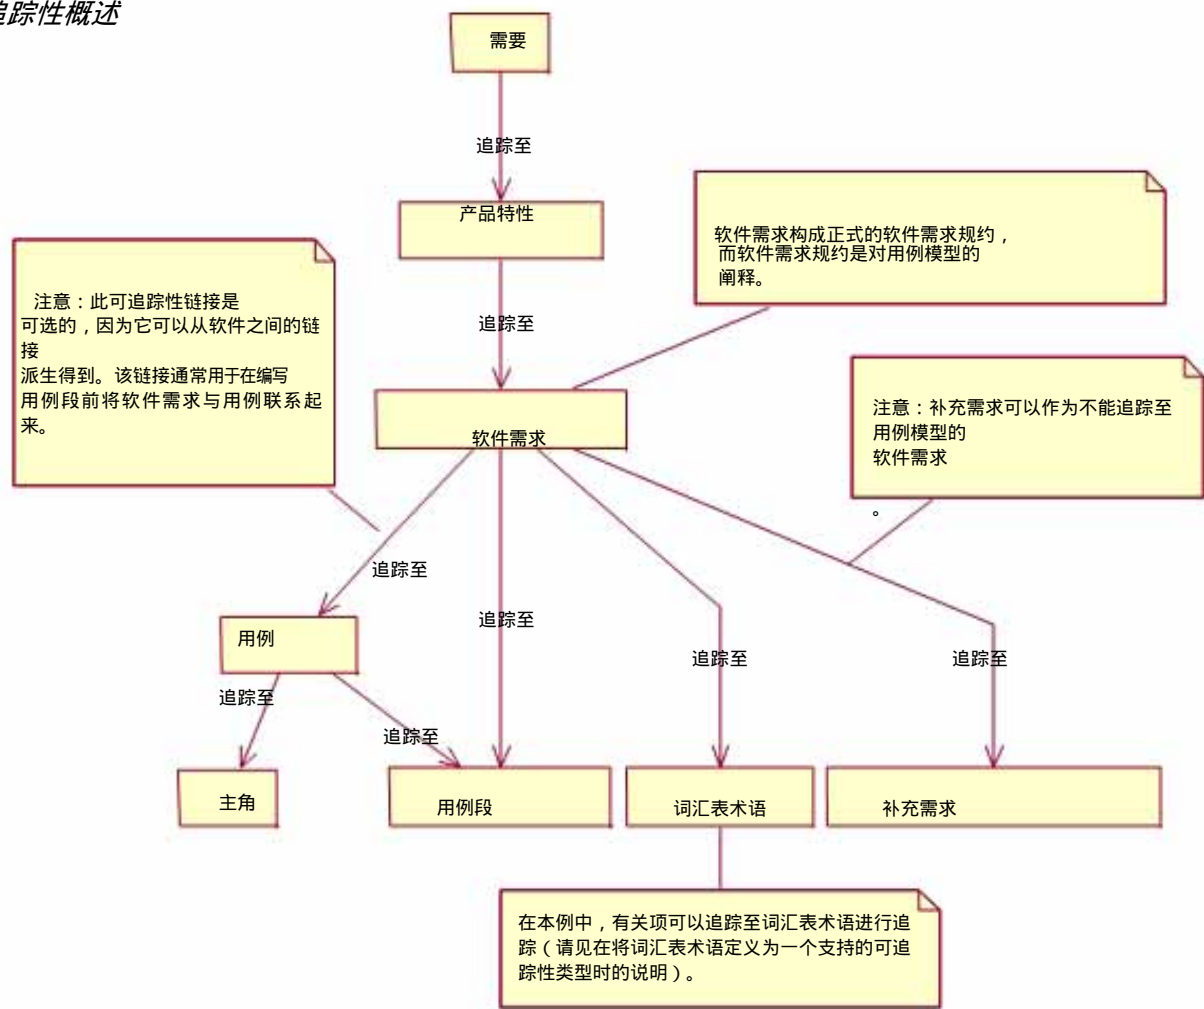 追踪性概述
需要
追踪至
产品特性
软件需求构成正式的软件需求规约，
而软件需求规约是对用例模型的
阐释。
注意：此可追踪性链接是
可选的，因为它可以从软件之间的链
接
派生得到。该链接通常用于在编写
用例段前将软件需求与用例联系起
来。
追踪至
注意：补充需求可以作为不能追踪至
用例模型的
软件需求
。
软件需求
追踪至
追踪至
用例
追踪至
追踪至
追踪至
追踪至
主角
用例段
词汇表术语
补充需求
在本例中，有关项可以追踪至词汇表术语进行追
踪（请见在将词汇表术语定义为一个支持的可追
踪性类型时的说明）。